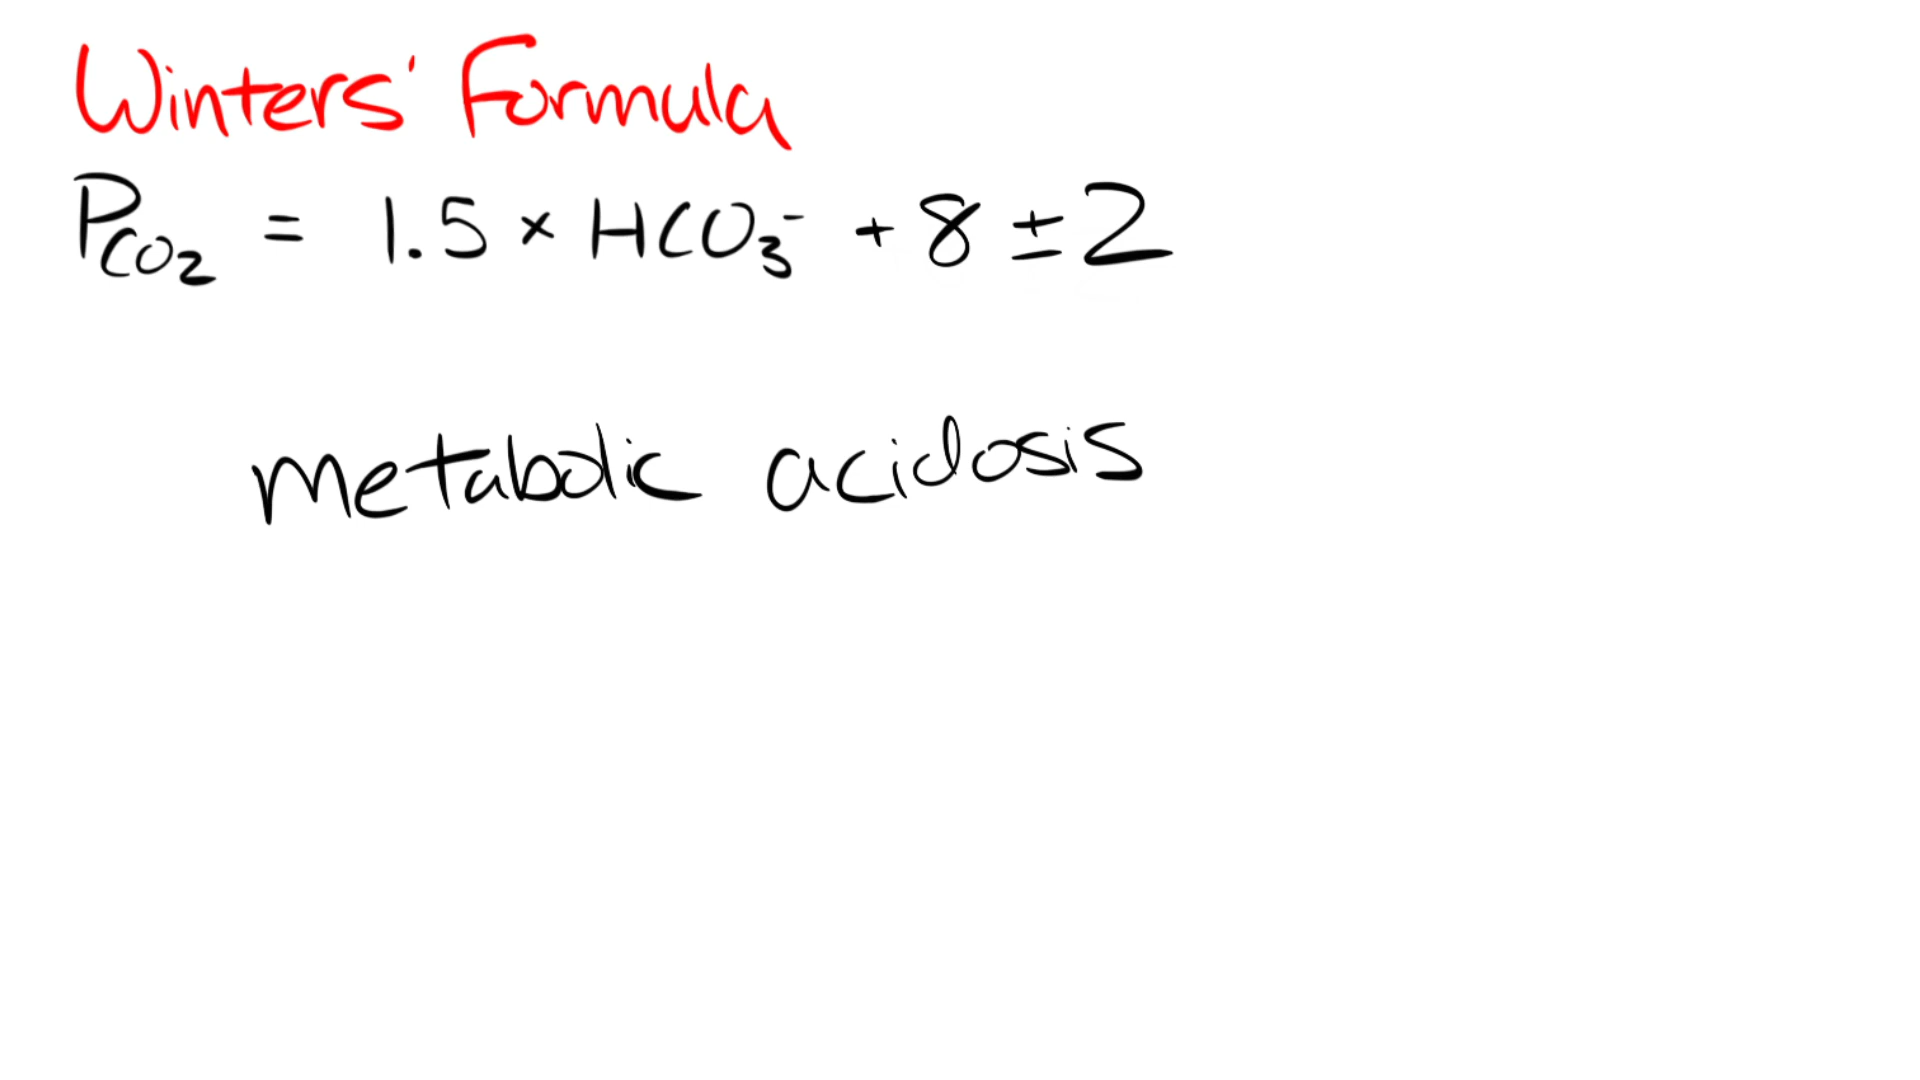 Winters' Formula
PCO2 = 1.5 × HCO3⁻ + 8 ± 2
metabolic acidosis